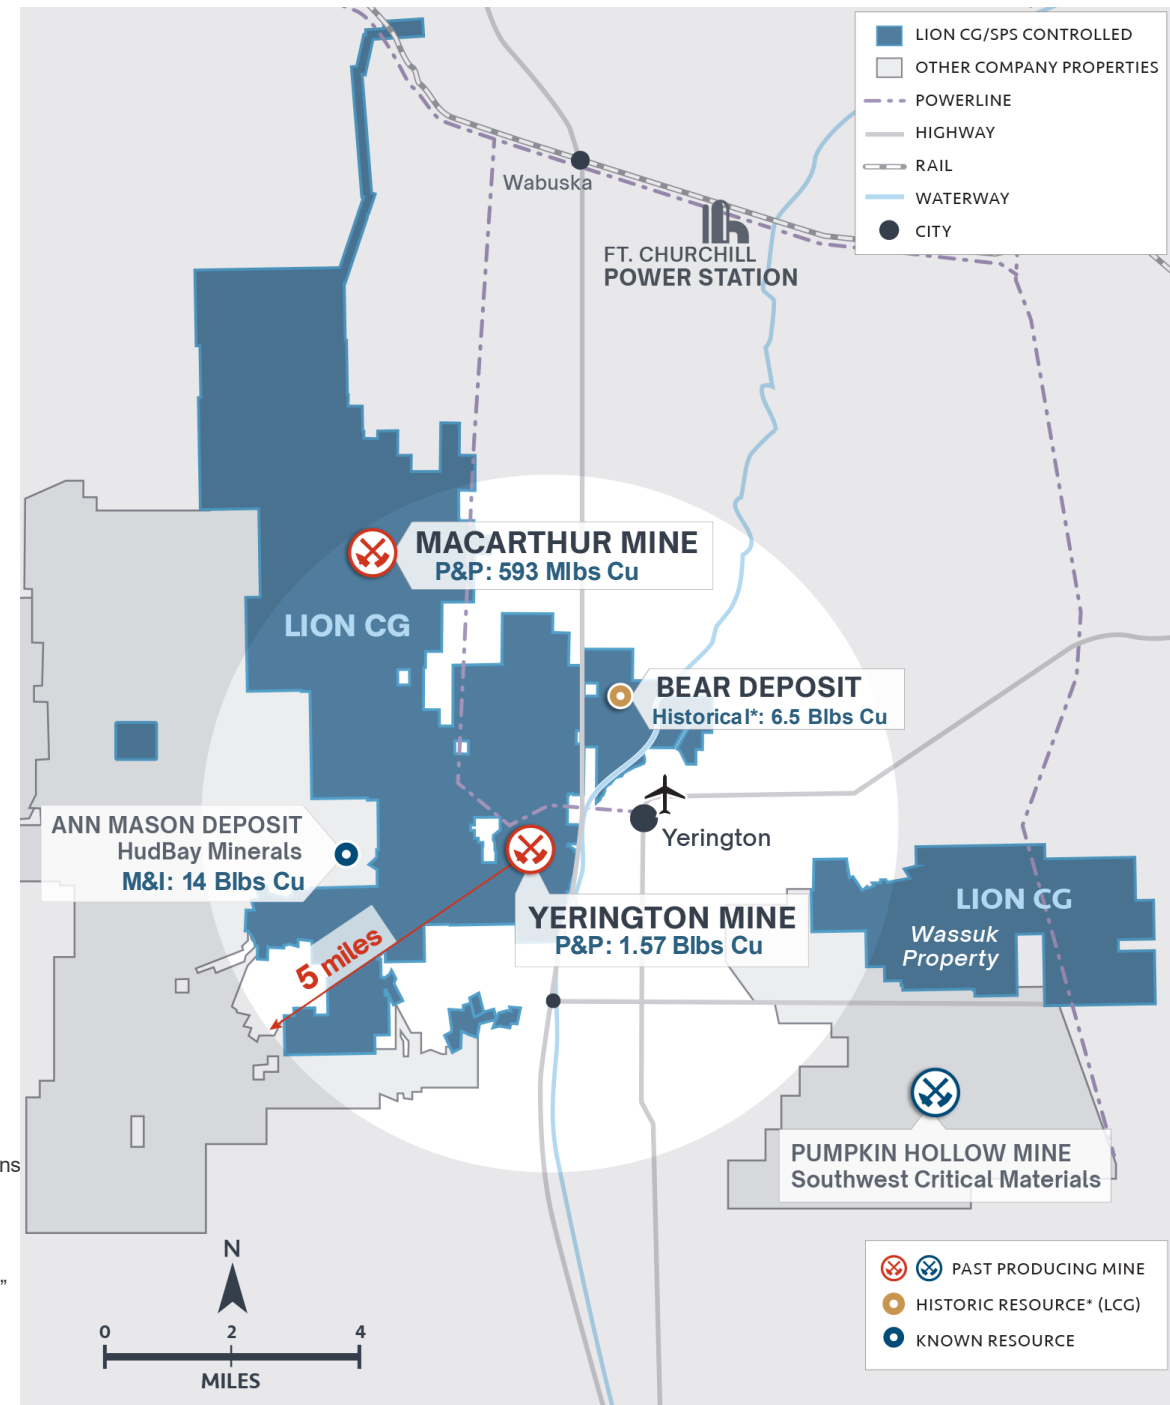 LION CG/SPS CONTROLLED
OTHER COMPANY PROPERTIES
POWERLINE
HIGHWAY
RAIL
WATERWAY
CITY
Wabuska
FT. CHURCHILL
POWER STATION
MACARTHUR MINE
P&P: 593 Mlbs Cu
LION CG
BEAR DEPOSIT
Historical*: 6.5 Blbs Cu
ANN MASON DEPOSIT
HudBay Minerals
M&I: 14 Blbs Cu
Yerington
YERINGTON MINE
P&P: 1.57 Blbs Cu
5 miles
LION CG
Wassuk
Property
PUMPKIN HOLLOW MINE
Southwest Critical Materials
ns
”
N
0 2 4
MILES
PAST PRODUCING MINE
HISTORIC RESOURCE* (LCG)
KNOWN RESOURCE